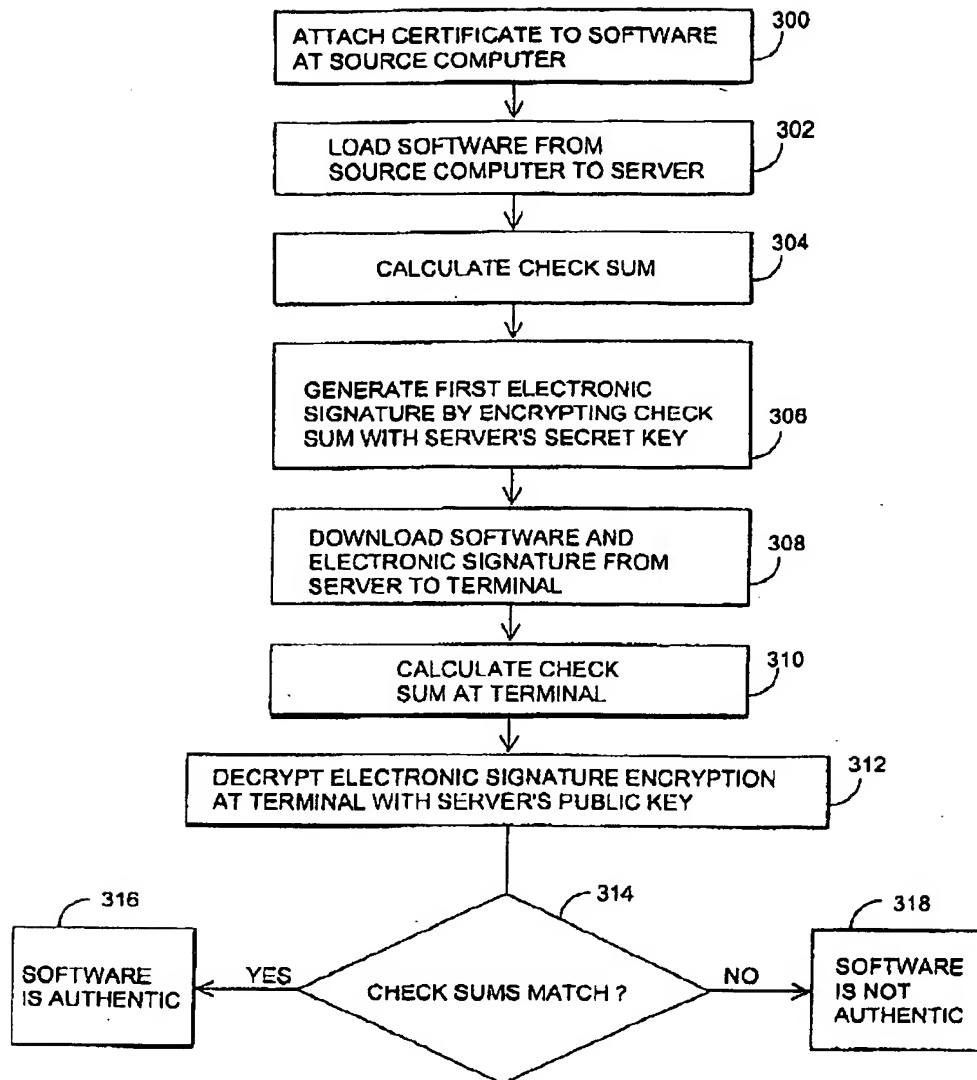 300
ATTACH CERTIFICATE TO SOFTWARE
AT SOURCE COMPUTER
302
LOAD SOFTWARE FROM
SOURCE COMPUTER TO SERVER
304
CALCULATE CHECK SUM
GENERATE FIRST ELECTRONIC
SIGNATURE BY ENCRYPTING CHECK
SUM WITH SERVER'S SECRET KEY
306
DOWNLOAD SOFTWARE AND
ELECTRONIC SIGNATURE FROM
SERVER TO TERMINAL
308
CALCULATE CHECK
SUM AT TERMINAL
310
DECRYPT ELECTRONIC SIGNATURE ENCRYPTION
AT TERMINAL WITH SERVER'S PUBLIC KEY
312
314
316
318
SOFTWARE
IS AUTHENTIC
YES
CHECK SUMS MATCH ?
NO
SOFTWARE
IS NOT
AUTHENTIC